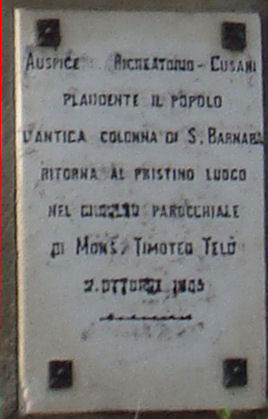 AUSPICE RICREATORIO - CUSANI
PLAUDENTE IL POPOLO
L'ANTICA COLONNA DI S. BARNABA
RITORNA AL PRISTINO LUOGO
NEL PAROCCHIALE
DI MONS. TIMOTEO TELÒ
OTTOBRE